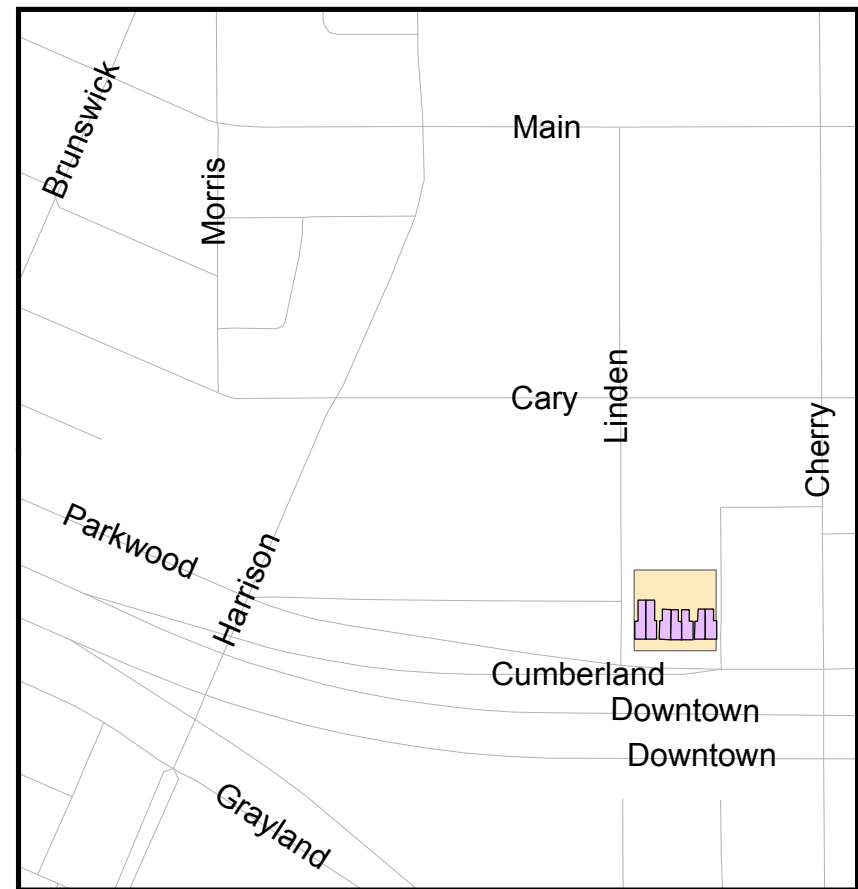 Main
Brunswick
Morris
Cary
Linden
Cherry
Parkwood
Harrison
Cumberland
Downtown
Downtown
Grayland